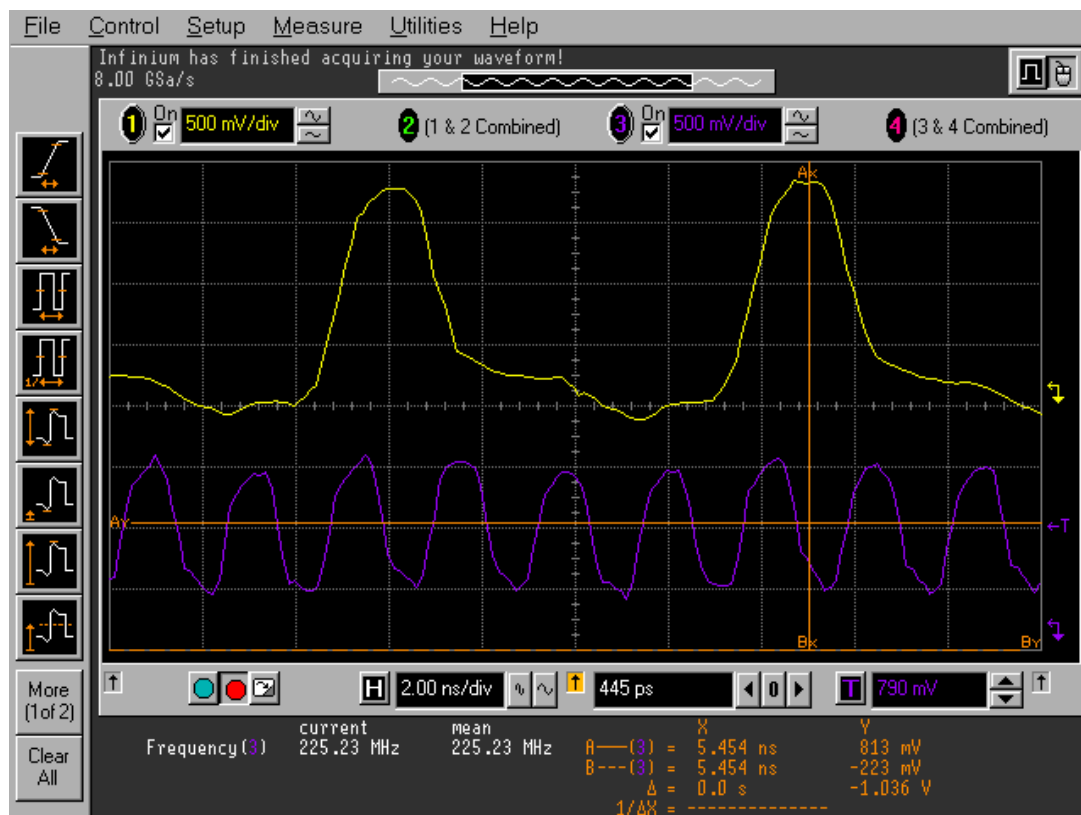 File Control Setup Measure Utilities Help
Infinium has finished acquiring your waveform!
8.00 GSa/s
1 On 500 mV/div 2 (1 & 2 Combined) 3 On 500 mV/div 4 (3 & 4 Combined)
Ax
AY
T
Bx BY
1/
More
(1of 2)
Clear
All
H 2.00 ns/div 445 ps 0 T 790 mV
current mean X Y
Frequency(3) 225.23 MHz 225.23 MHz A——(3) = 5.454 ns 813 mV
B---(3) = 5.454 ns -223 mV
Δ = 0.0 s -1.036 V
1/ΔX = --------------